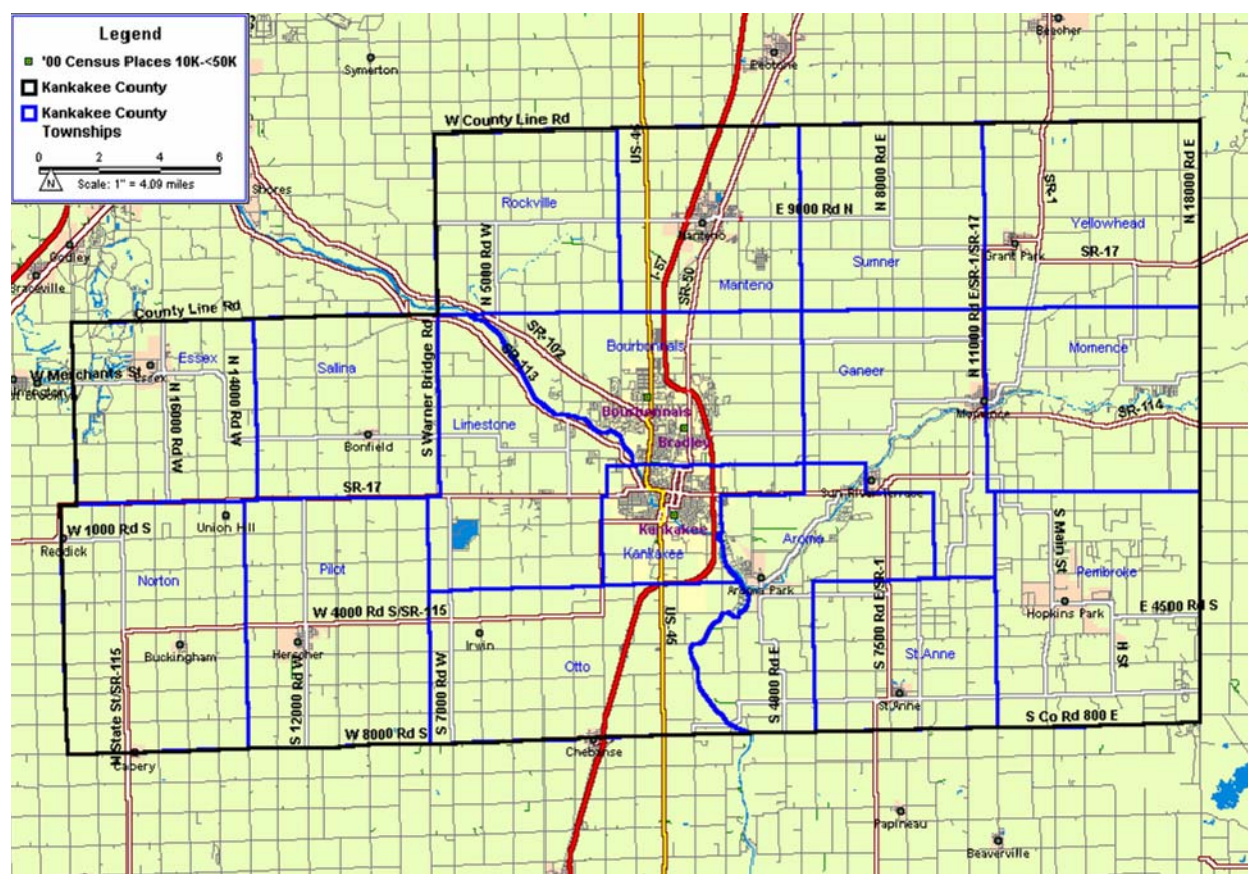 Legend
'00 Census Places 10K-<50K
Kankakee County
Kankakee County
Townships
0 2 4 6
N
Scale: 1" = 4.09 miles
Symerton
Beecher
Peotone
W County Line Rd
US-45
N 8000 Rd E
SR-1
N 18000 Rd E
Shores
Rockville
E 9000 Rd N
Manteno
Yellowhead
Godley
N 5000 Rd W
I-57
SR-50
Sumner
Grant Park
SR-17
Braceville
Manteno
N 11000 Rd E/SR-1/SR-17
County Line Rd
SR-102
SR-113
Essex
Sallina
Bourbonnais
Ganeer
Momence
W Merchants St
Essex
N 16000 Rd W
N 14000 Rd W
S Warner Bridge Rd
Bourbonnais
Momence
SR-114
Limestone
Bradley
Bonfield
SR-17
Sun River Terrace
Union Hill
Kankakee
Kankakee
Aroma
W 1000 Rd S
Reddick
S Main St
Norton
Pilot
Aroma Park
Pembroke
W 4000 Rd S/SR-115
US-45
S 7500 Rd E/SR-1
Hopkins Park
E 4500 Rd S
Buckingham
Herscher
Irwin
Otto
St.Anne
H St
N State St/SR-115
S 12000 Rd W
S 7000 Rd W
S 4000 Rd E
St.Anne
W 8000 Rd S
S Co Rd 800 E
Cabery
Chebanse
Papineau
Beaverville